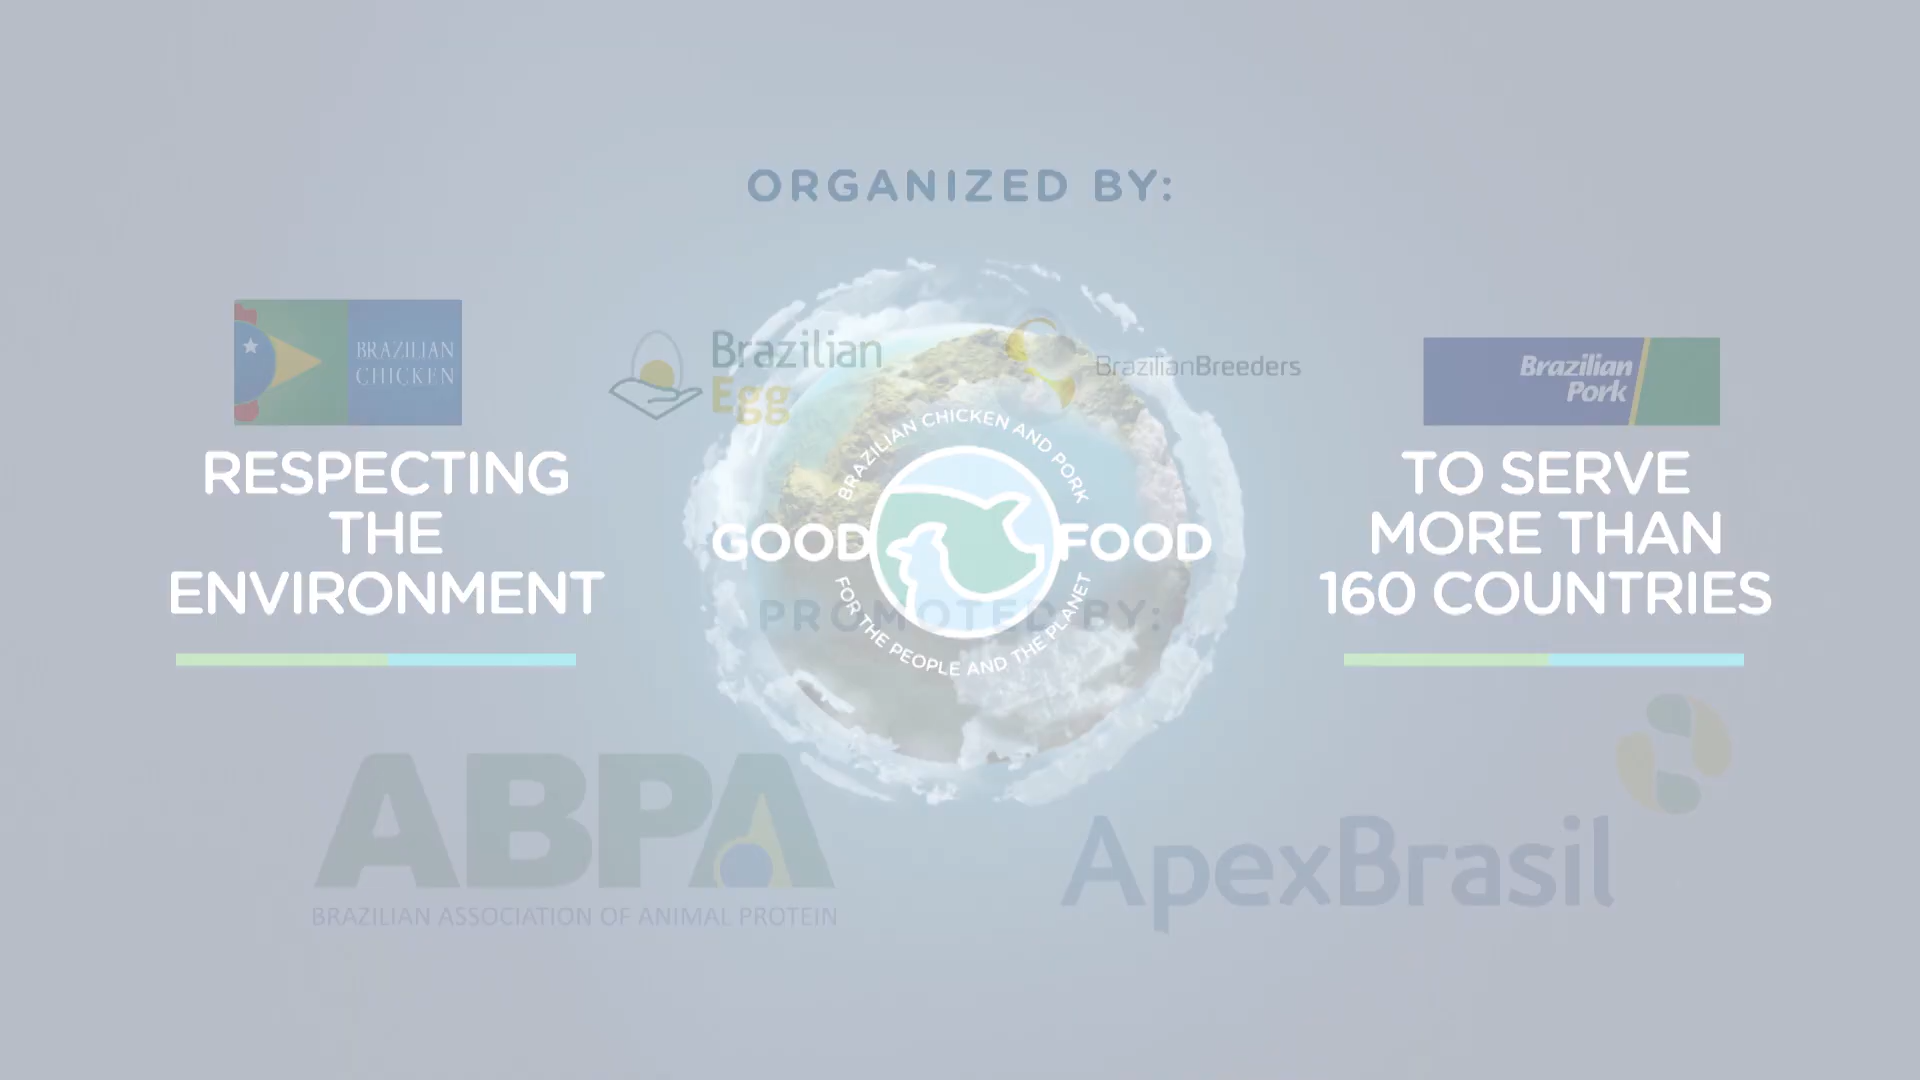 ORGANIZED BY:
BRAZILIAN
CHICKEN
Brazilian
Egg
BrazilianBreeders
Brazilian
Pork
RESPECTING
THE
ENVIRONMENT
BRAZILIAN CHICKEN AND PORK
GOOD FOOD
FOR THE PEOPLE AND THE PLANET
TO SERVE
MORE THAN
160 COUNTRIES
PROMOTED BY:
ABPA
BRAZILIAN ASSOCIATION OF ANIMAL PROTEIN
ApexBrasil